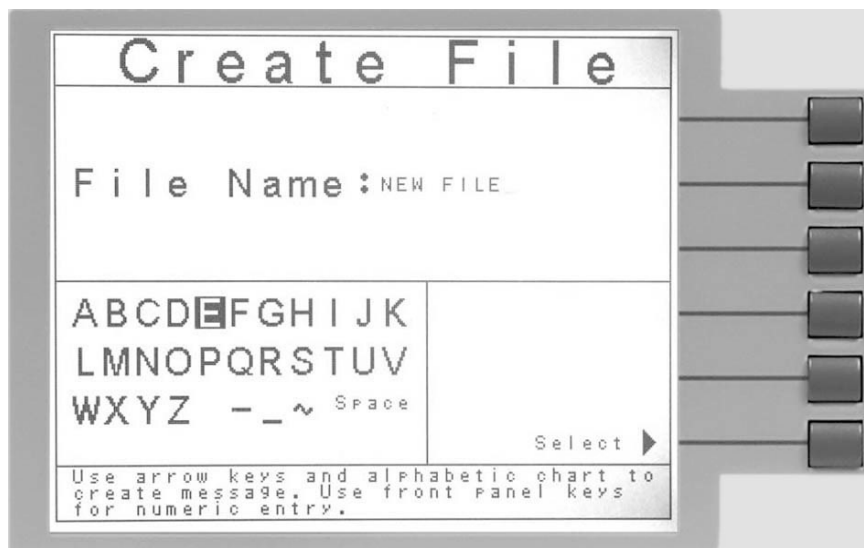 Create File
File Name: NEW FILE_
ABCDEFGHIJK
LMNOPQRSTUV
WXYZ -_~ Space
Select
Use arrow keys and alphabetic chart to
create message. Use front panel keys
for numeric entry.